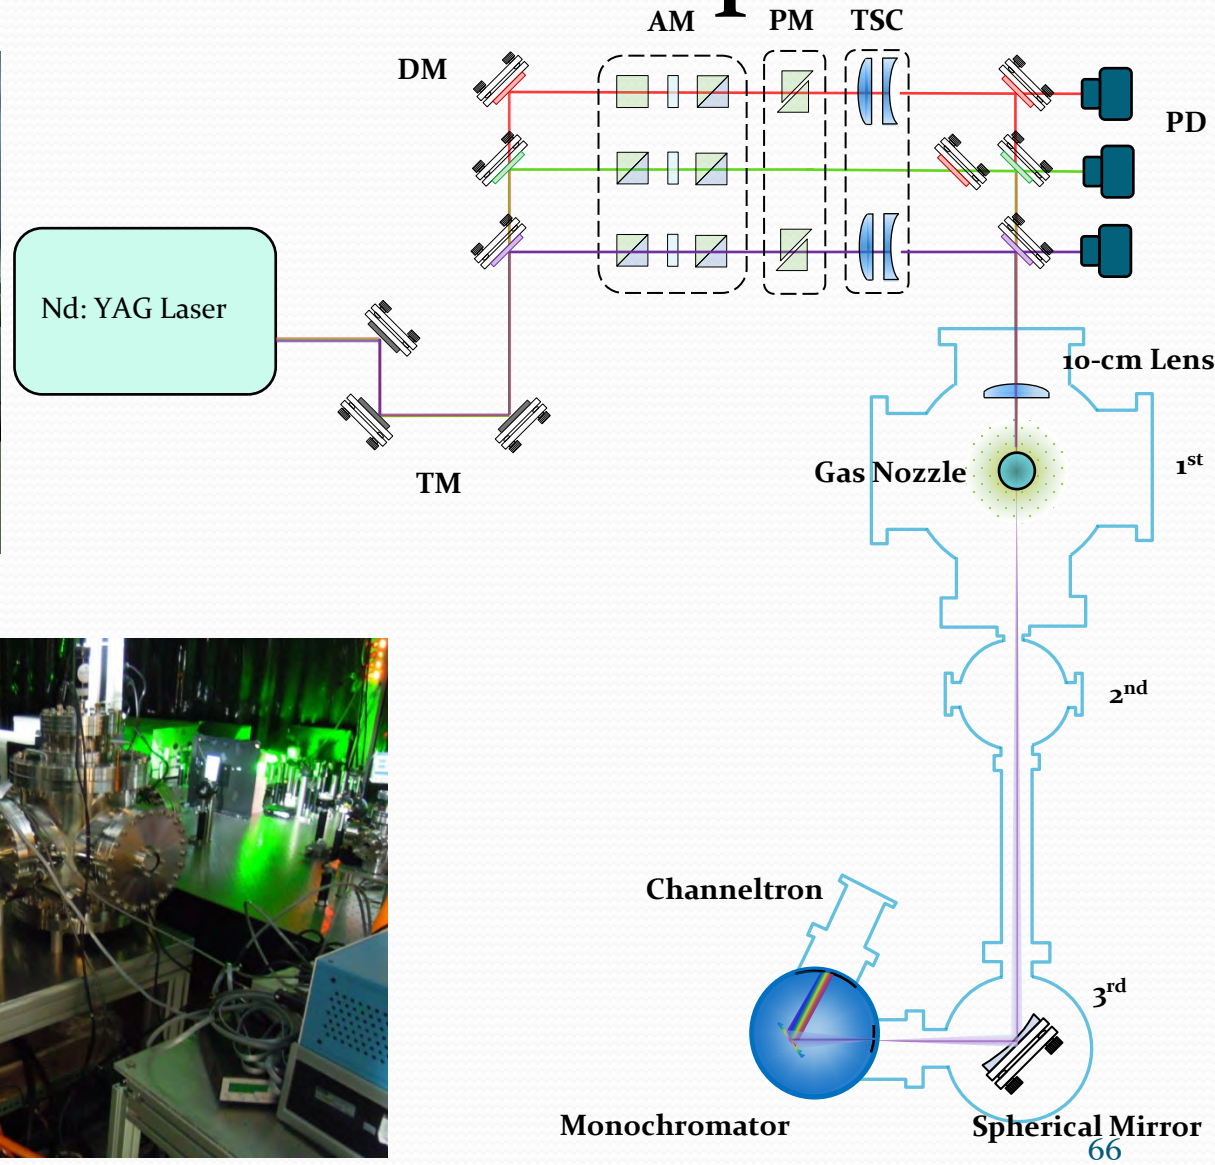 AM
PM
TSC
DM
PD
Nd: YAG Laser
10-cm Lens
TM
Gas Nozzle
1st
2nd
Channeltron
3rd
Monochromator
Spherical Mirror
66